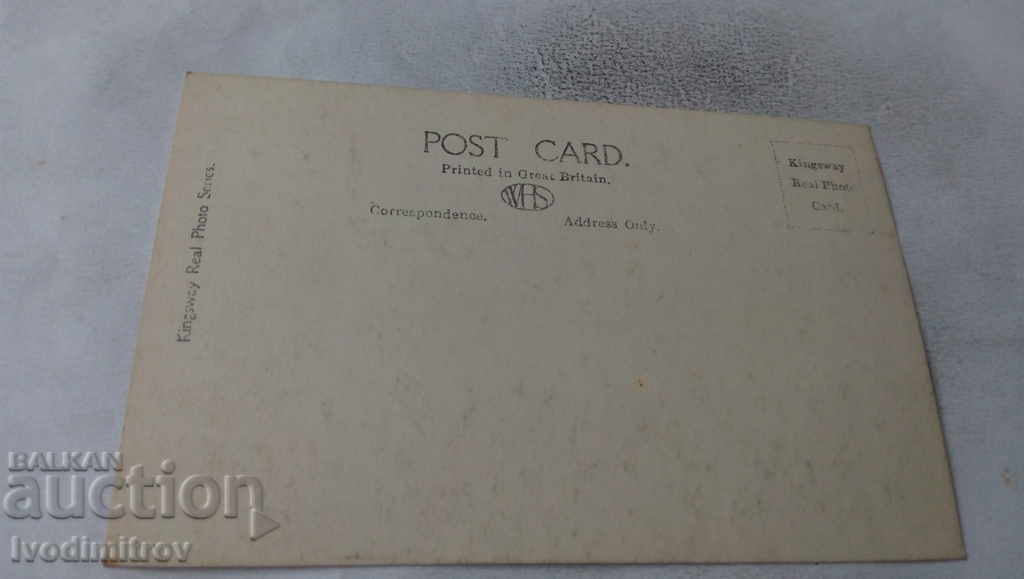 POST CARD.
Printed in Great Britain.
WHS
Correspondence.
Address Only.
Kingsway
Real Photo
Card.
Kingsway Real Photo Series.
BALKAN
auction
Ivodimitrov